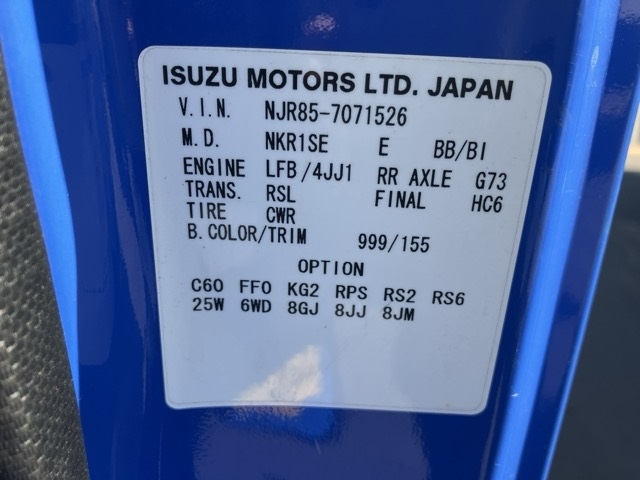 ISUZU MOTORS LTD. JAPAN
V.I.N. NJR85-7071526
M.D. NKR1SE E BB/BI
ENGINE LFB/4JJ1 RR AXLE G73
TRANS. RSL FINAL HC6
TIRE CWR
B.COLOR/TRIM 999/155
OPTION
C60 FFO KG2 RPS RS2 RS6
25W 6WD 8GJ 8JJ 8JM